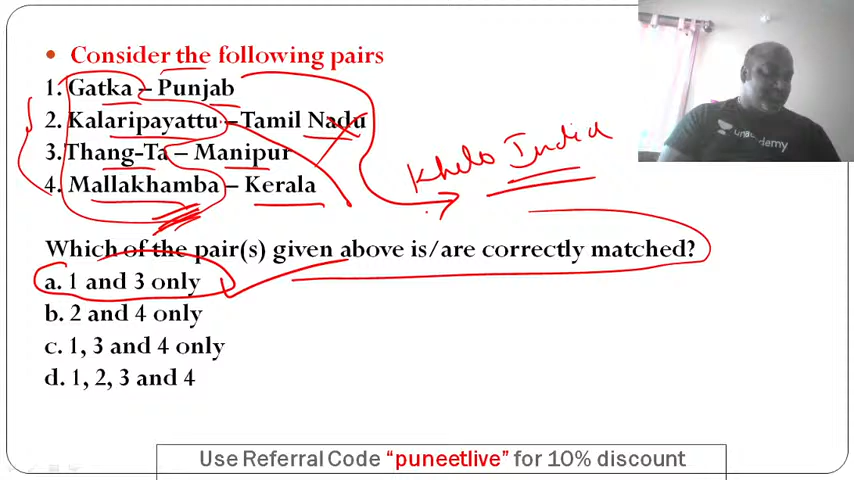 Consider the following pairs
1. Gatka – Punjab
2. Kalaripayattu – Tamil Nadu
3. Thang-Ta – Manipur
4. Mallakhamba – Kerala
Khelo India
Which of the pair(s) given above is/are correctly matched?
a. 1 and 3 only
b. 2 and 4 only
c. 1, 3 and 4 only
d. 1, 2, 3 and 4
Use Referral Code “puneetlive” for 10% discount